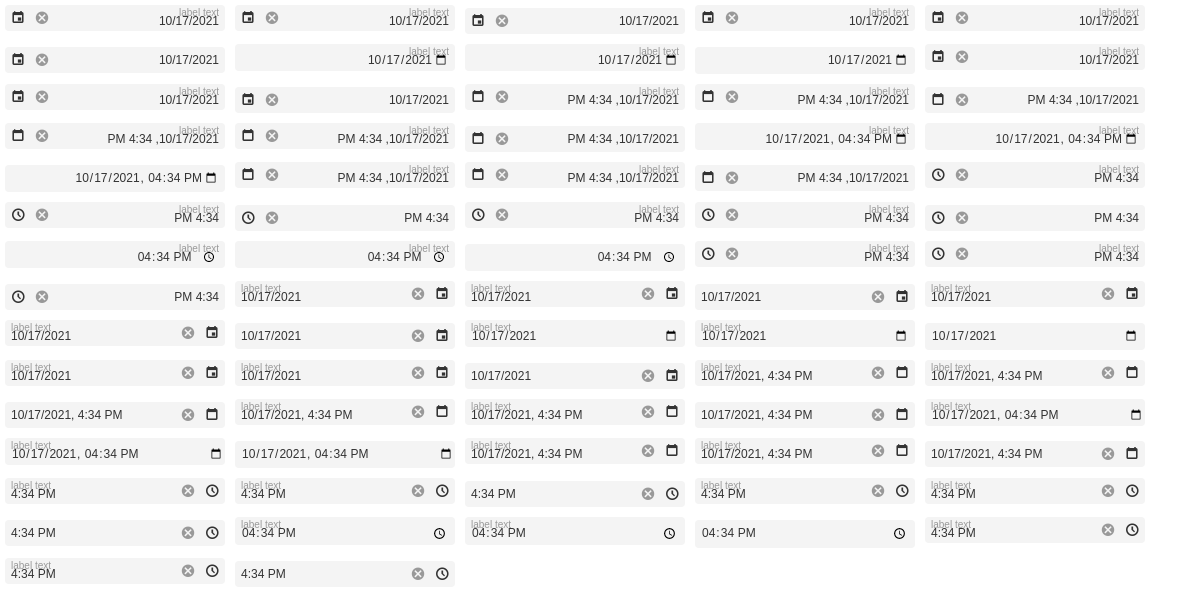 label text
10/17/2021
label text
10/17/2021
10/17/2021
label text
10/17/2021
label text
10/17/2021
10/17/2021
label text
10/17/2021
label text
10/17/2021
10/17/2021
label text
10/17/2021
label text
10/17/2021
10/17/2021
label text
PM 4:34 ,10/17/2021
label text
PM 4:34 ,10/17/2021
PM 4:34 ,10/17/2021
label text
PM 4:34 ,10/17/2021
label text
PM 4:34 ,10/17/2021
PM 4:34 ,10/17/2021
label text
10/17/2021, 04:34 PM
label text
10/17/2021, 04:34 PM
10/17/2021, 04:34 PM
label text
PM 4:34 ,10/17/2021
label text
PM 4:34 ,10/17/2021
PM 4:34 ,10/17/2021
label text
PM 4:34
label text
PM 4:34
PM 4:34
label text
PM 4:34
label text
PM 4:34
PM 4:34
label text
04:34 PM
label text
04:34 PM
04:34 PM
label text
PM 4:34
label text
PM 4:34
PM 4:34
label text
10/17/2021
label text
10/17/2021
10/17/2021
label text
10/17/2021
label text
10/17/2021
10/17/2021
label text
10/17/2021
label text
10/17/2021
10/17/2021
label text
10/17/2021
label text
10/17/2021
10/17/2021
label text
10/17/2021, 4:34 PM
label text
10/17/2021, 4:34 PM
10/17/2021, 4:34 PM
label text
10/17/2021, 4:34 PM
label text
10/17/2021, 4:34 PM
10/17/2021, 4:34 PM
label text
10/17/2021, 04:34 PM
label text
10/17/2021, 04:34 PM
10/17/2021, 04:34 PM
label text
10/17/2021, 4:34 PM
label text
10/17/2021, 4:34 PM
10/17/2021, 4:34 PM
label text
4:34 PM
label text
4:34 PM
4:34 PM
label text
4:34 PM
label text
4:34 PM
4:34 PM
label text
04:34 PM
label text
04:34 PM
04:34 PM
label text
4:34 PM
label text
4:34 PM
4:34 PM